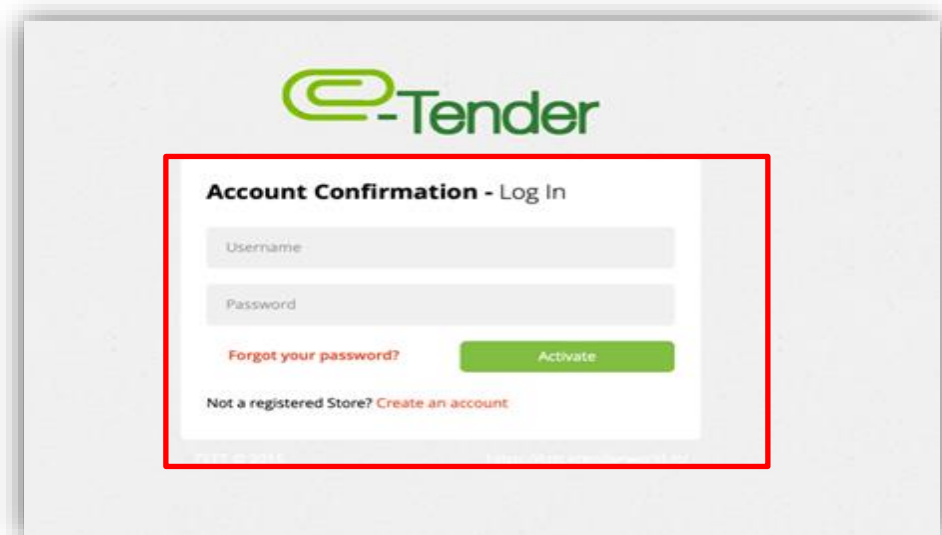 e-Tender
Account Confirmation - Log In
Username
Password
Forgot your password? Activate
Not a registered Store? Create an account